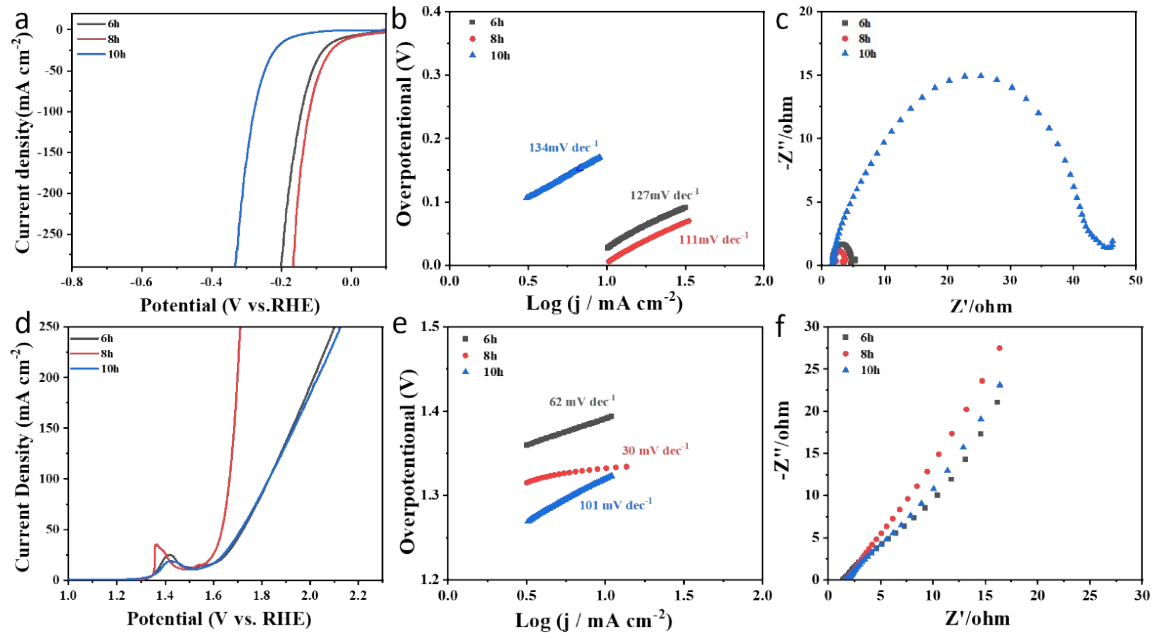 a
6h
8h
10h
Current density(mA cm-2)
0
-50
-100
-150
-200
-250
-0.8
-0.6
-0.4
-0.2
0.0
Potential (V vs.RHE)
b
6h
8h
10h
Overpotentional (V)
0.4
0.3
0.2
0.1
0.0
134mV dec-1
127mV dec-1
111mV dec-1
0.0
0.5
1.0
1.5
2.0
Log (j / mA cm-2)
c
6h
8h
10h
-Z''/ohm
20
15
10
5
0
0
10
20
30
40
50
Z'/ohm
d
6h
8h
10h
Current Density (mA cm-2)
250
200
150
100
50
0
1.0
1.2
1.4
1.6
1.8
2.0
Potential (V vs. RHE)
e
6h
8h
10h
Overpotentional (V)
1.5
1.4
1.3
1.2
62 mV dec-1
30 mV dec-1
101 mV dec-1
0.0
0.5
1.0
1.5
2.0
Log (j / mA cm-2)
f
6h
8h
10h
-Z''/ohm
30
25
20
15
10
5
0
0
5
10
15
20
25
30
Z'/ohm